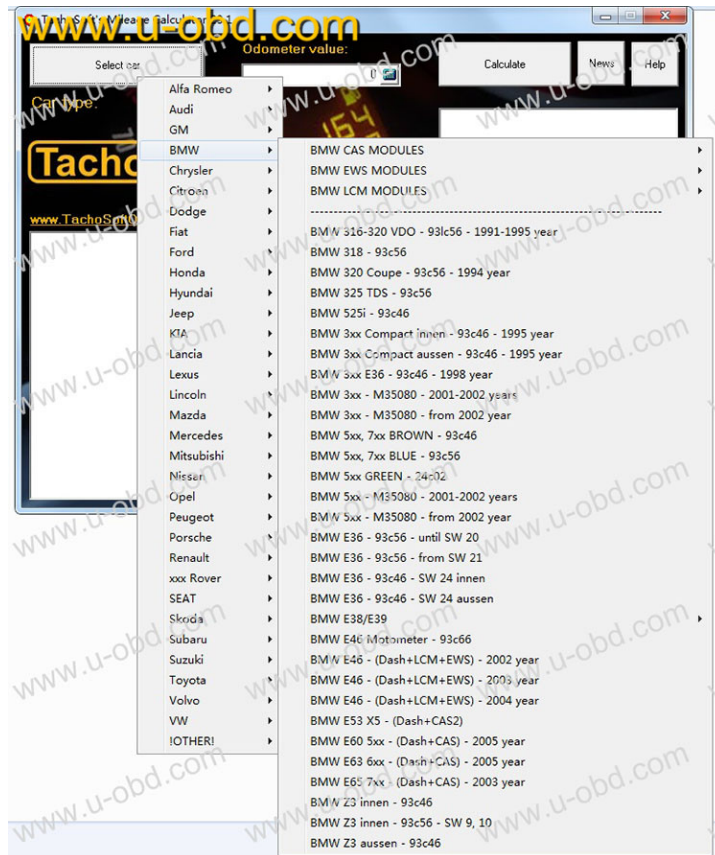 TachoSoft's Mileage Calculator 23.1
www.u-obd.com
Select car
Odometer value:
0
Calculate
News
Help
Car type:
Tacho
www.TachoSoft
Alfa Romeo
Audi
GM
BMW
Chrysler
Citroen
Dodge
Fiat
Ford
Honda
Hyundai
Jeep
KIA
Lancia
Lexus
Lincoln
Mazda
Mercedes
Mitsubishi
Nissan
Opel
Peugeot
Porsche
Renault
xxx Rover
SEAT
Skoda
Subaru
Suzuki
Toyota
Volvo
VW
!OTHER!
BMW CAS MODULES
BMW EWS MODULES
BMW LCM MODULES
BMW 316-320 VDO - 93lc56 - 1991-1995 year
BMW 318 - 93c56
BMW 320 Coupe - 93c56 - 1994 year
BMW 325 TDS - 93c56
BMW 525i - 93c46
BMW 3xx Compact innen - 93c46 - 1995 year
BMW 3xx Compact aussen - 93c46 - 1995 year
BMW 3xx E36 - 93c46 - 1998 year
BMW 3xx - M35080 - 2001-2002 years
BMW 3xx - M35080 - from 2002 year
BMW 5xx, 7xx BROWN - 93c46
BMW 5xx, 7xx BLUE - 93c56
BMW 5xx GREEN - 24c02
BMW 5xx - M35080 - 2001-2002 years
BMW 5xx - M35080 - from 2002 year
BMW E36 - 93c56 - until SW 20
BMW E36 - 93c56 - from SW 21
BMW E36 - 93c46 - SW 24 innen
BMW E36 - 93c46 - SW 24 aussen
BMW E38/E39
BMW E46 Motometer - 93c66
BMW E46 - (Dash+LCM+EWS) - 2002 year
BMW E46 - (Dash+LCM+EWS) - 2003 year
BMW E46 - (Dash+LCM+EWS) - 2004 year
BMW E53 X5 - (Dash+CAS2)
BMW E60 5xx - (Dash+CAS) - 2005 year
BMW E63 6xx - (Dash+CAS) - 2005 year
BMW E65 7xx - (Dash+CAS) - 2003 year
BMW Z3 innen - 93c46
BMW Z3 innen - 93c56 - SW 9, 10
BMW Z3 aussen - 93c46